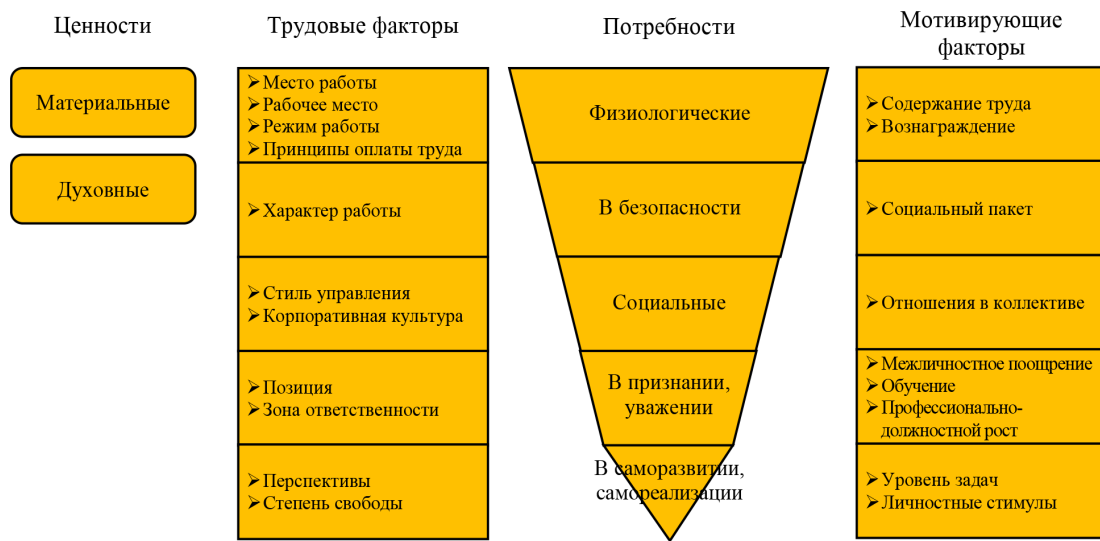 Ценности
Трудовые факторы
Потребности
Мотивирующие
факторы
Материальные
Духовные
➢ Место работы
➢ Рабочее место
➢ Режим работы
➢ Принципы оплаты труда
Физиологические
➢ Содержание труда
➢ Вознаграждение
➢ Характер работы
В безопасности
➢ Социальный пакет
➢ Стиль управления
➢ Корпоративная культура
Социальные
➢ Отношения в коллективе
➢ Позиция
➢ Зона ответственности
В признании,
уважении
➢ Межличностное поощрение
➢ Обучение
➢ Профессионально-
должностной рост
➢ Перспективы
➢ Степень свободы
В саморазвитии,
самореализации
➢ Уровень задач
➢ Личностные стимулы